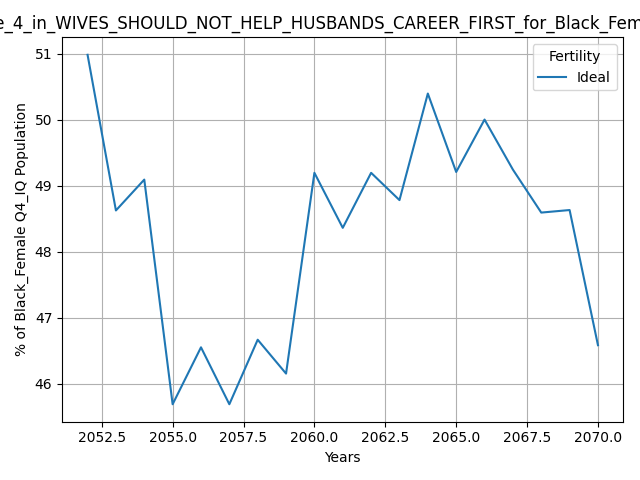 e_4_in_WIVES_SHOULD_NOT_HELP_HUSBANDS_CAREER_FIRST_for_Black_Fem
Fertility
Ideal
% of Black_Female Q4_IQ Population
51
50
49
48
47
46
2052.5 2055.0 2057.5 2060.0 2062.5 2065.0 2067.5 2070.0
Years